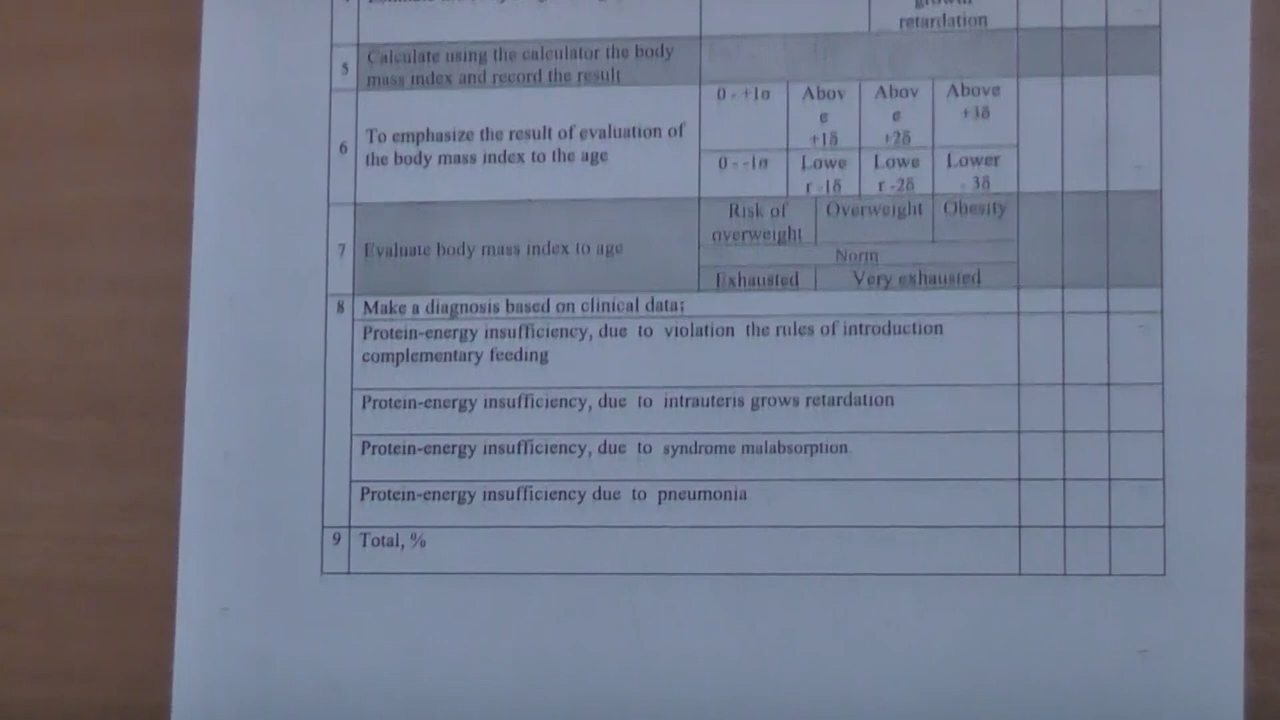 growth
retardation
5 Calculate using the calculator the body
mass index and record the result
6 To emphasize the result of evaluation of
the body mass index to the age
0 - +1σ Abov Abov Above
e e +3δ
+1δ +2δ
0 - -1σ Lowe Lowe Lower
r -1δ r -2δ - 3δ
7 Evaluate body mass index to age
Risk of Overweight Obesity
overweight
Norm
Exhausted Very exhausted
8 Make a diagnosis based on clinical data:
Protein-energy insufficiency, due to violation the rules of introduction
complementary feeding
Protein-energy insufficiency, due to intrauteris grows retardation
Protein-energy insufficiency, due to syndrome malabsorption
Protein-energy insufficiency due to pneumonia
9 Total, %